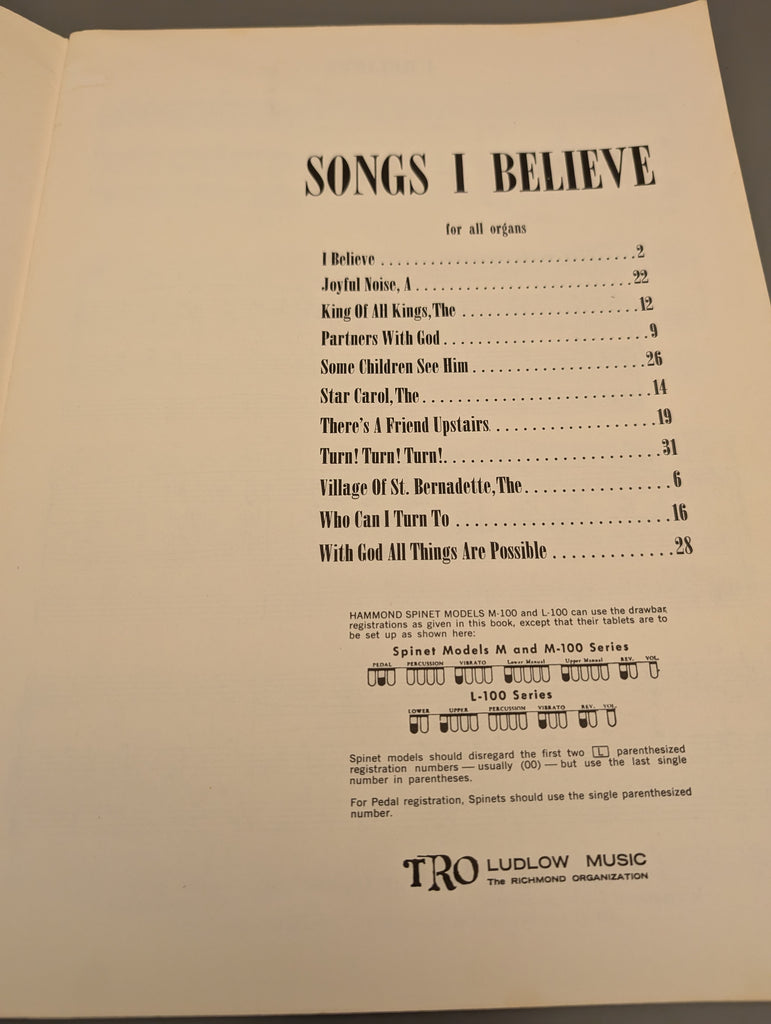 SONGS I BELIEVE
for all organs
I Believe . . . . . . . . . . . . . . . . . . . . . . . . . . . . 2
Joyful Noise, A . . . . . . . . . . . . . . . . . . . . . . . . 22
King Of All Kings,The . . . . . . . . . . . . . . . . . . . 12
Partners With God . . . . . . . . . . . . . . . . . . . . . . 9
Some Children See Him . . . . . . . . . . . . . . . . . . 26
Star Carol,The . . . . . . . . . . . . . . . . . . . . . . . . 14
There's A Friend Upstairs. . . . . . . . . . . . . . . . . 19
Turn! Turn! Turn!. . . . . . . . . . . . . . . . . . . . . . 31
Village Of St. Bernadette,The. . . . . . . . . . . . . . . 6
Who Can I Turn To . . . . . . . . . . . . . . . . . . . . 16
With God All Things Are Possible . . . . . . . . . . . . 28
HAMMOND SPINET MODELS M-100 and L-100 can use the drawbar
registrations as given in this book, except that their tablets are to
be set up as shown here:
Spinet Models M and M-100 Series
PEDAL PERCUSSION VIBRATO Lower Manual Upper Manual REV. VOL.
L-100 Series
LOWER UPPER PERCUSSION VIBRATO REV. VOL.
Spinet models should disregard the first two L parenthesized
registration numbers — usually (00) — but use the last single
number in parentheses.
For Pedal registration, Spinets should use the single parenthesized
number.
TRO LUDLOW MUSIC
The RICHMOND ORGANIZATION